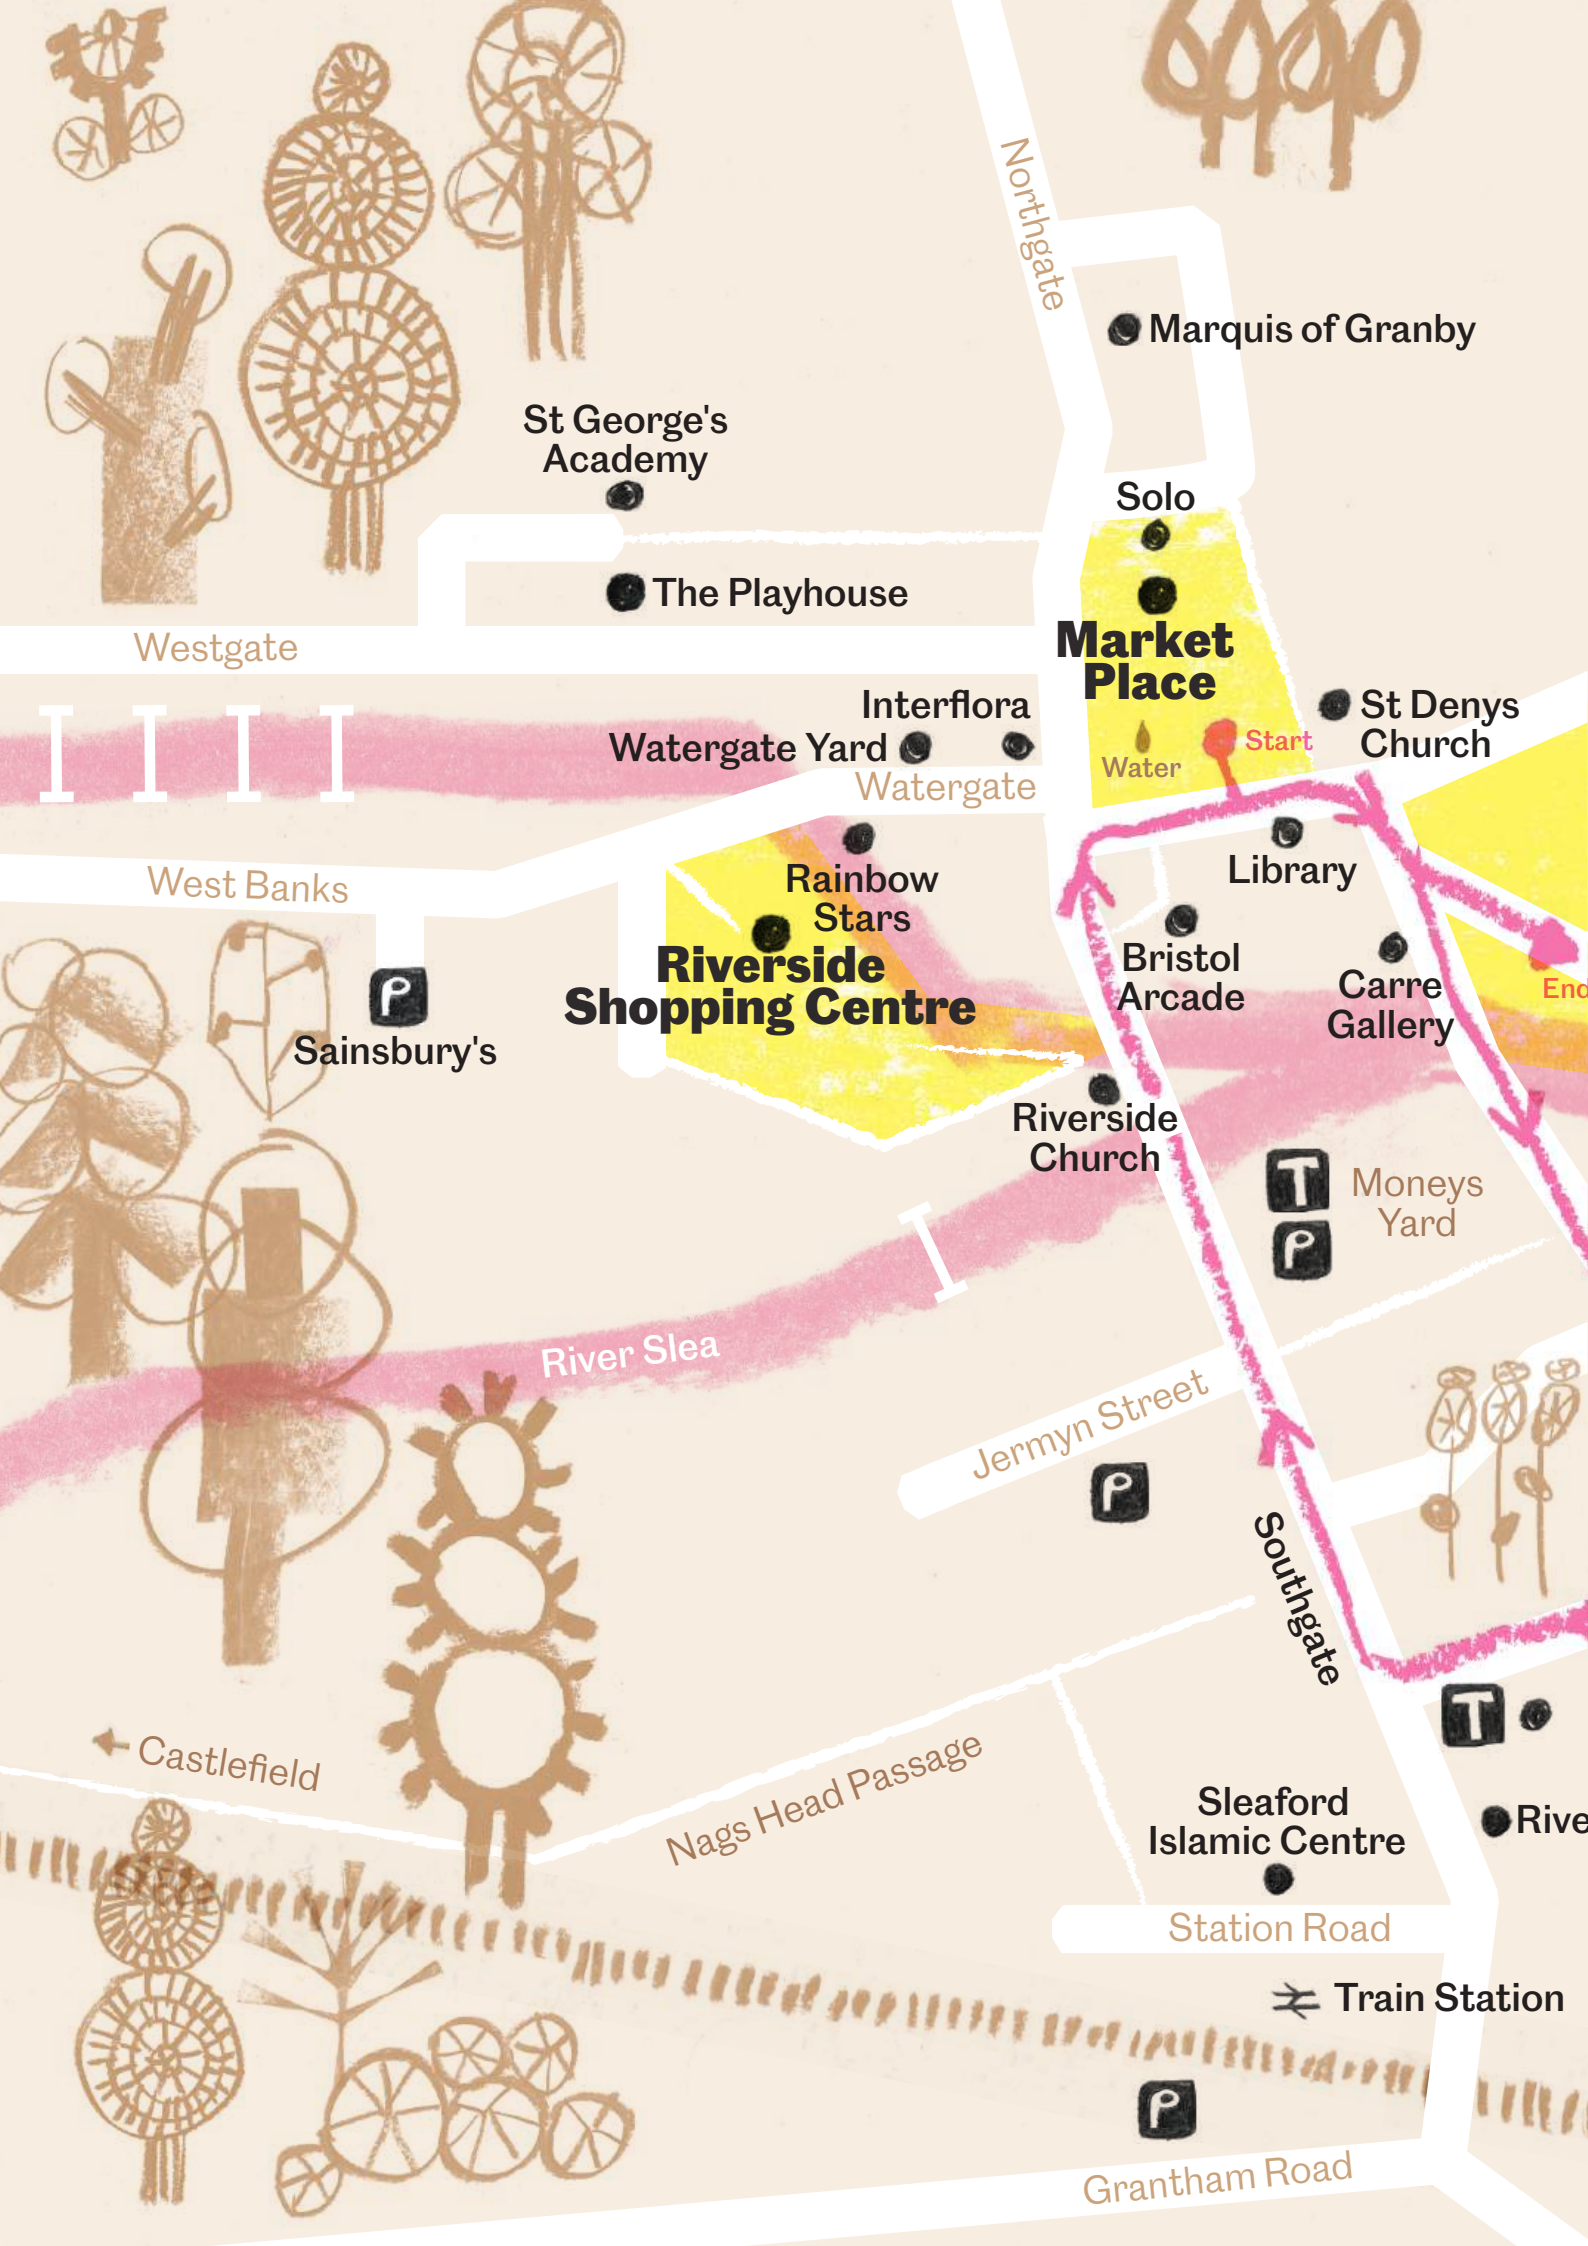 Northgate
Marquis of Granby
St George's
Academy
Solo
The Playhouse
Market
Place
Westgate
Interflora
Watergate Yard
Watergate
Water
Start
St Denys
Church
Library
West Banks
Rainbow
Stars
Riverside
Shopping Centre
Bristol
Arcade
Carre
Gallery
End
P
Sainsbury's
Riverside
Church
T
Moneys
Yard
P
River Slea
Jermyn Street
P
Southgate
T
Castlefield
Nags Head Passage
Sleaford
Islamic Centre
Rive
Station Road
Train Station
P
Grantham Road